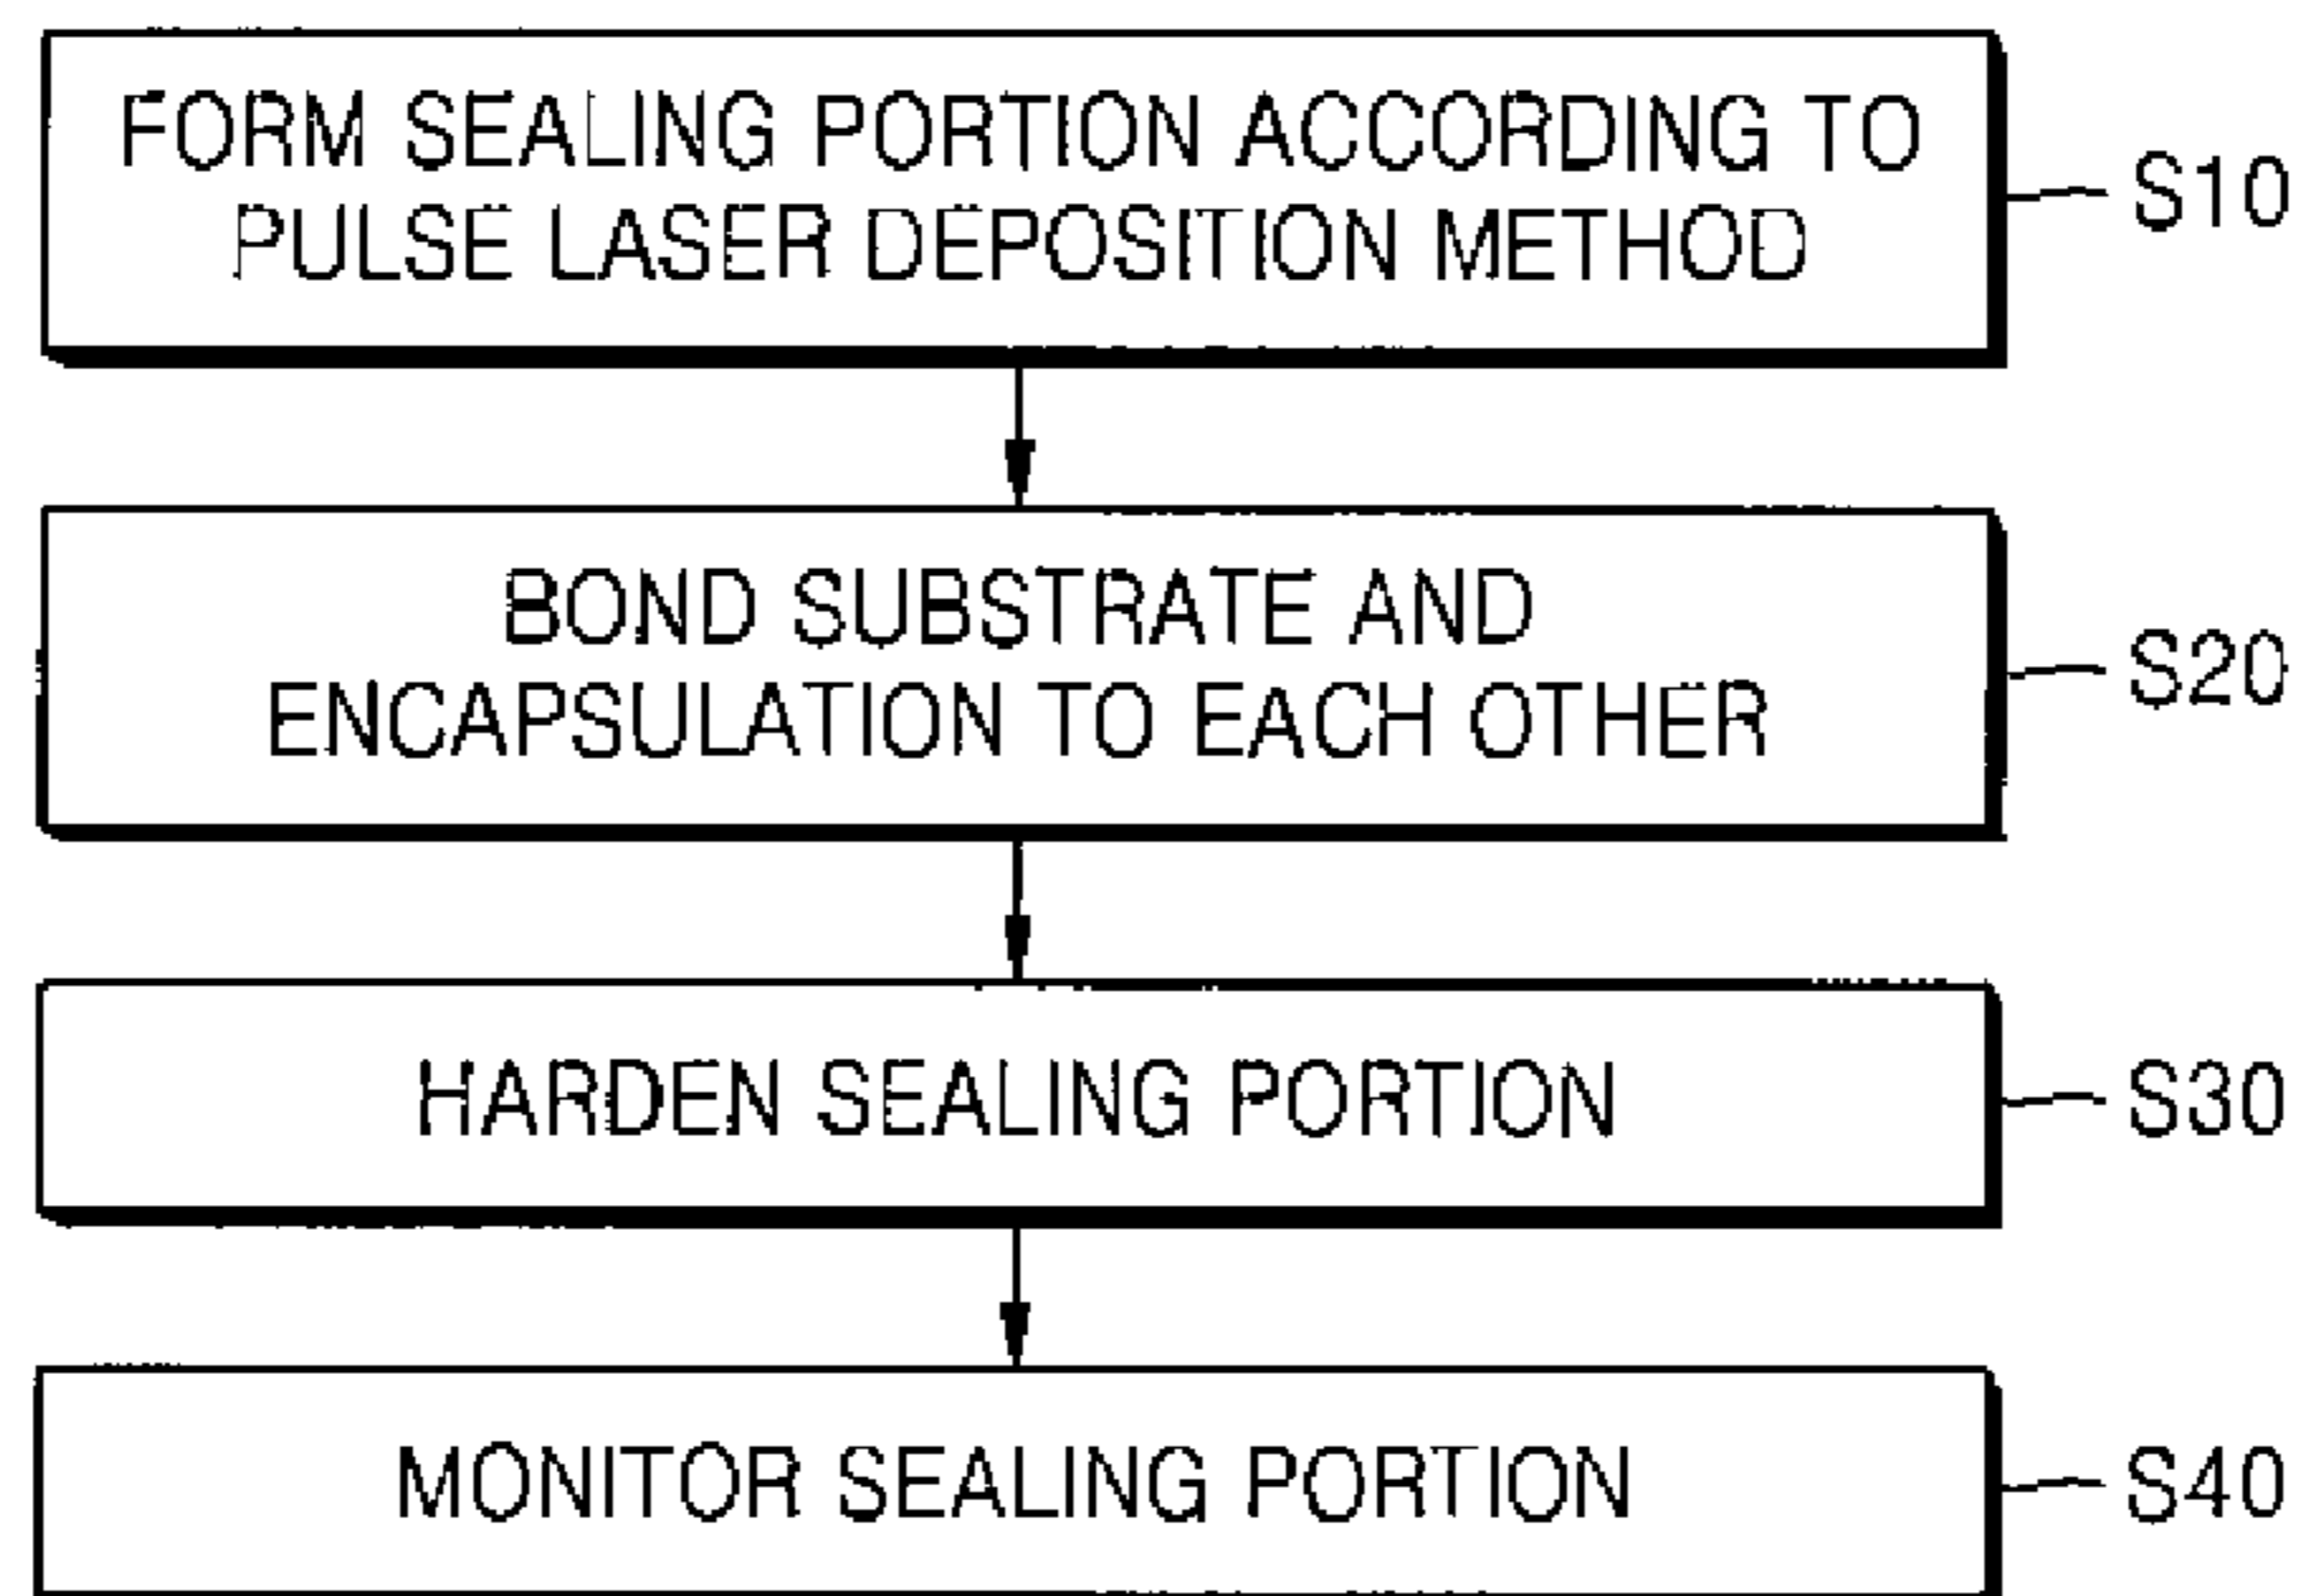 FORM SEALING PORTION ACCORDING TO
PULSE LASER DEPOSITION METHOD
S10
BOND SUBSTRATE AND
ENCAPSULATION TO EACH OTHER
S20
HARDEN SEALING PORTION
S30
MONITOR SEALING PORTION
S40